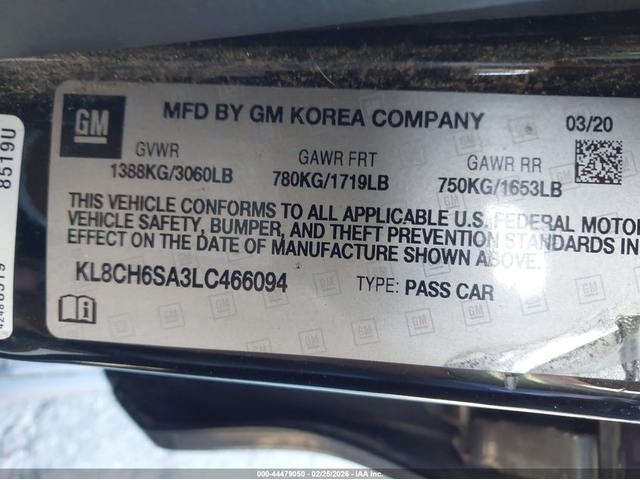 GM
MFD BY GM KOREA COMPANY 03/20
GVWR GAWR FRT GAWR RR
1388KG/3060LB 780KG/1719LB 750KG/1653LB
THIS VEHICLE CONFORMS TO ALL APPLICABLE U.S. FEDERAL MOTOR
VEHICLE SAFETY, BUMPER, AND THEFT PREVENTION STANDARDS IN
EFFECT ON THE DATE OF MANUFACTURE SHOWN ABOVE.
KL8CH6SA3LC466094 TYPE: PASS CAR
8519U
000-44479050 | 02/25/2026 - IAA Inc.